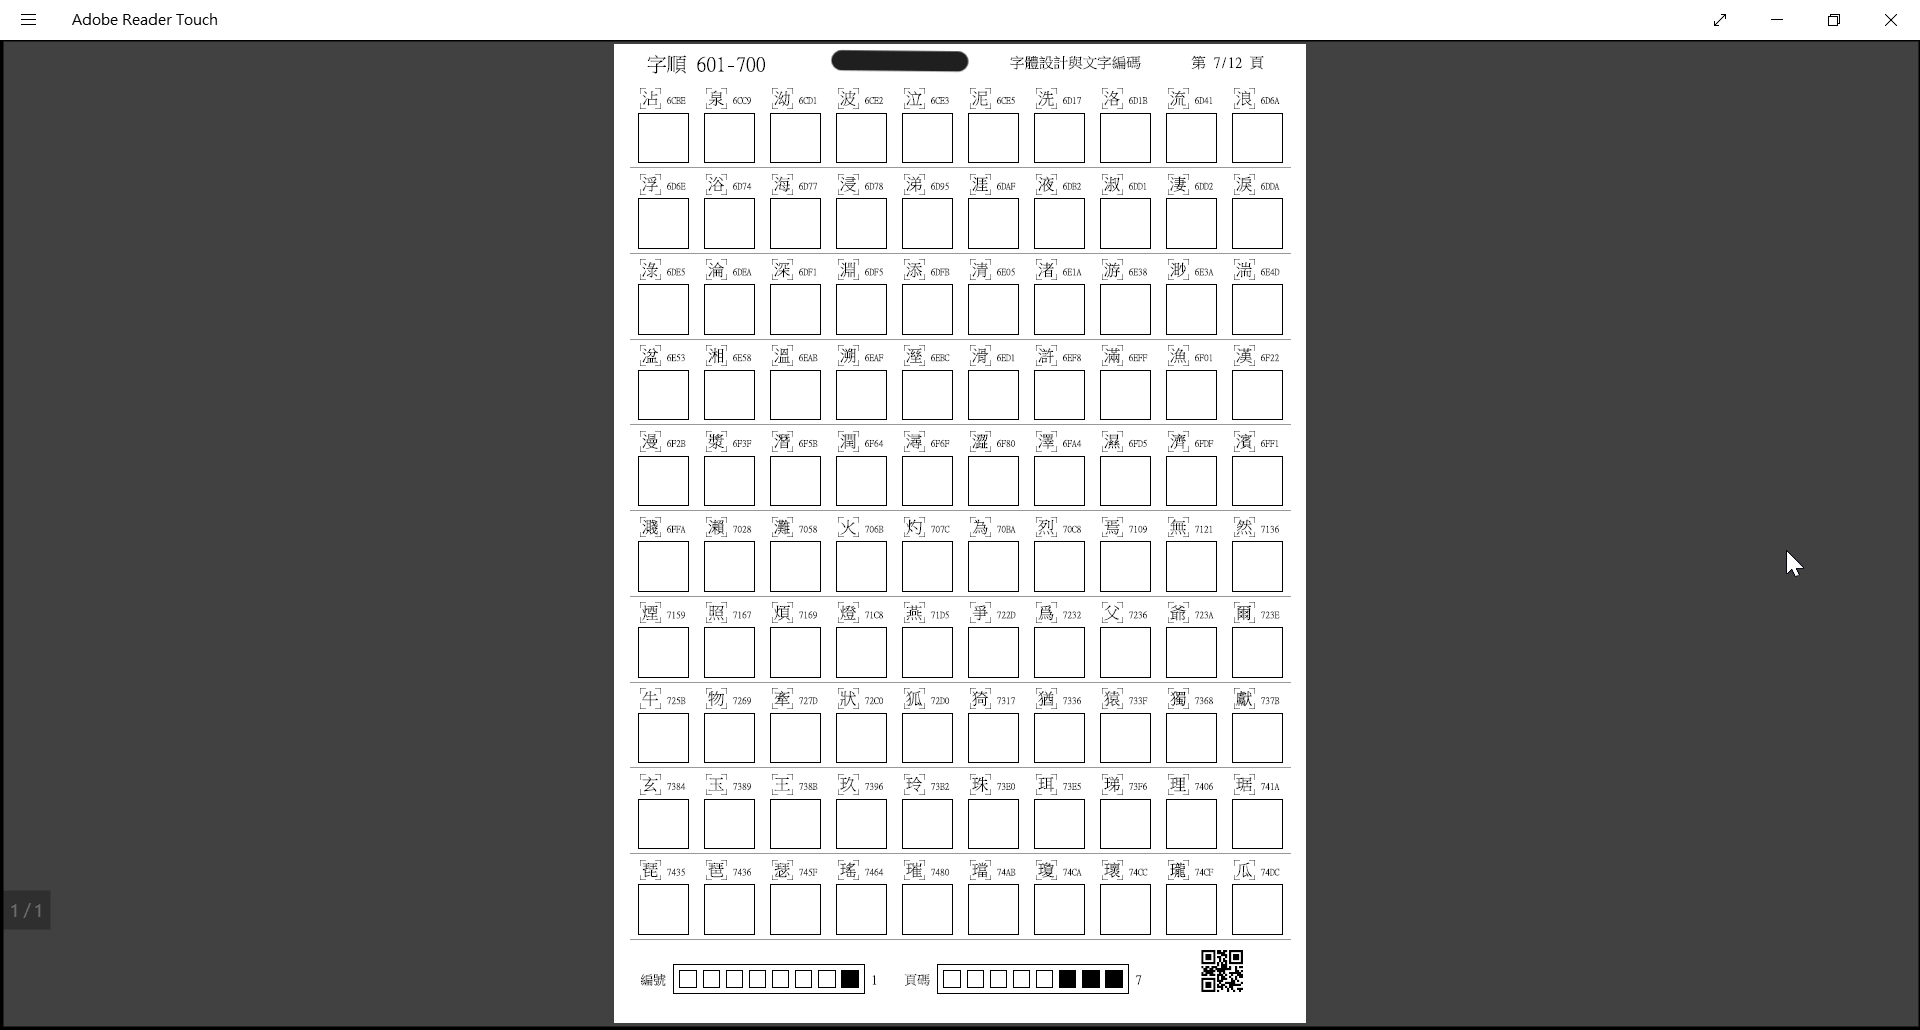 Adobe Reader Touch
字順 601-700 字體設計與文字編碼 第 7/12 頁
沾 6CBE 泉 6CC9 泑 6CD1 波 6CE2 泣 6CE3 泥 6CE5 洗 6D17 洛 6D1B 流 6D41 浪 6D6A
浮 6D6E 浴 6D74 海 6D77 浸 6D78 涕 6D95 涯 6DAF 液 6DB2 淑 6DD1 淒 6DD2 淚 6DDA
淥 6DE5 淪 6DEA 深 6DF1 淵 6DF5 添 6DFB 清 6E05 渚 6E1A 游 6E38 渺 6E3A 湍 6E4D
湓 6E53 湘 6E58 溫 6EAB 溯 6EAF 溼 6EBC 滑 6ED1 滸 6EF8 滿 6EFF 漁 6F01 漢 6F22
漫 6F2B 漿 6F3F 潛 6F5B 潤 6F64 潯 6F6F 澀 6F80 澤 6FA4 濕 6FD5 濟 6FDF 濱 6FF1
濺 6FFA 瀨 7028 灘 7058 火 706B 灼 707C 為 70BA 烈 70C8 焉 7109 無 7121 然 7136
煙 7159 照 7167 煩 7169 燈 71C8 燕 71D5 爭 722D 爲 7232 父 7236 爺 723A 爾 723E
牛 725B 物 7269 牽 727D 狀 72C0 狐 72D0 猗 7317 猶 7336 猿 733F 獨 7368 獻 737B
玄 7384 玉 7389 王 738B 玖 7396 玲 73B2 珠 73E0 珥 73E5 珶 73F6 理 7406 琚 741A
琵 7435 琶 7436 瑟 745F 瑤 7464 璀 7480 璫 74AB 瓊 74CA 瓌 74CC 瓏 74CF 瓜 74DC
編號 1 頁碼 7
1 / 1